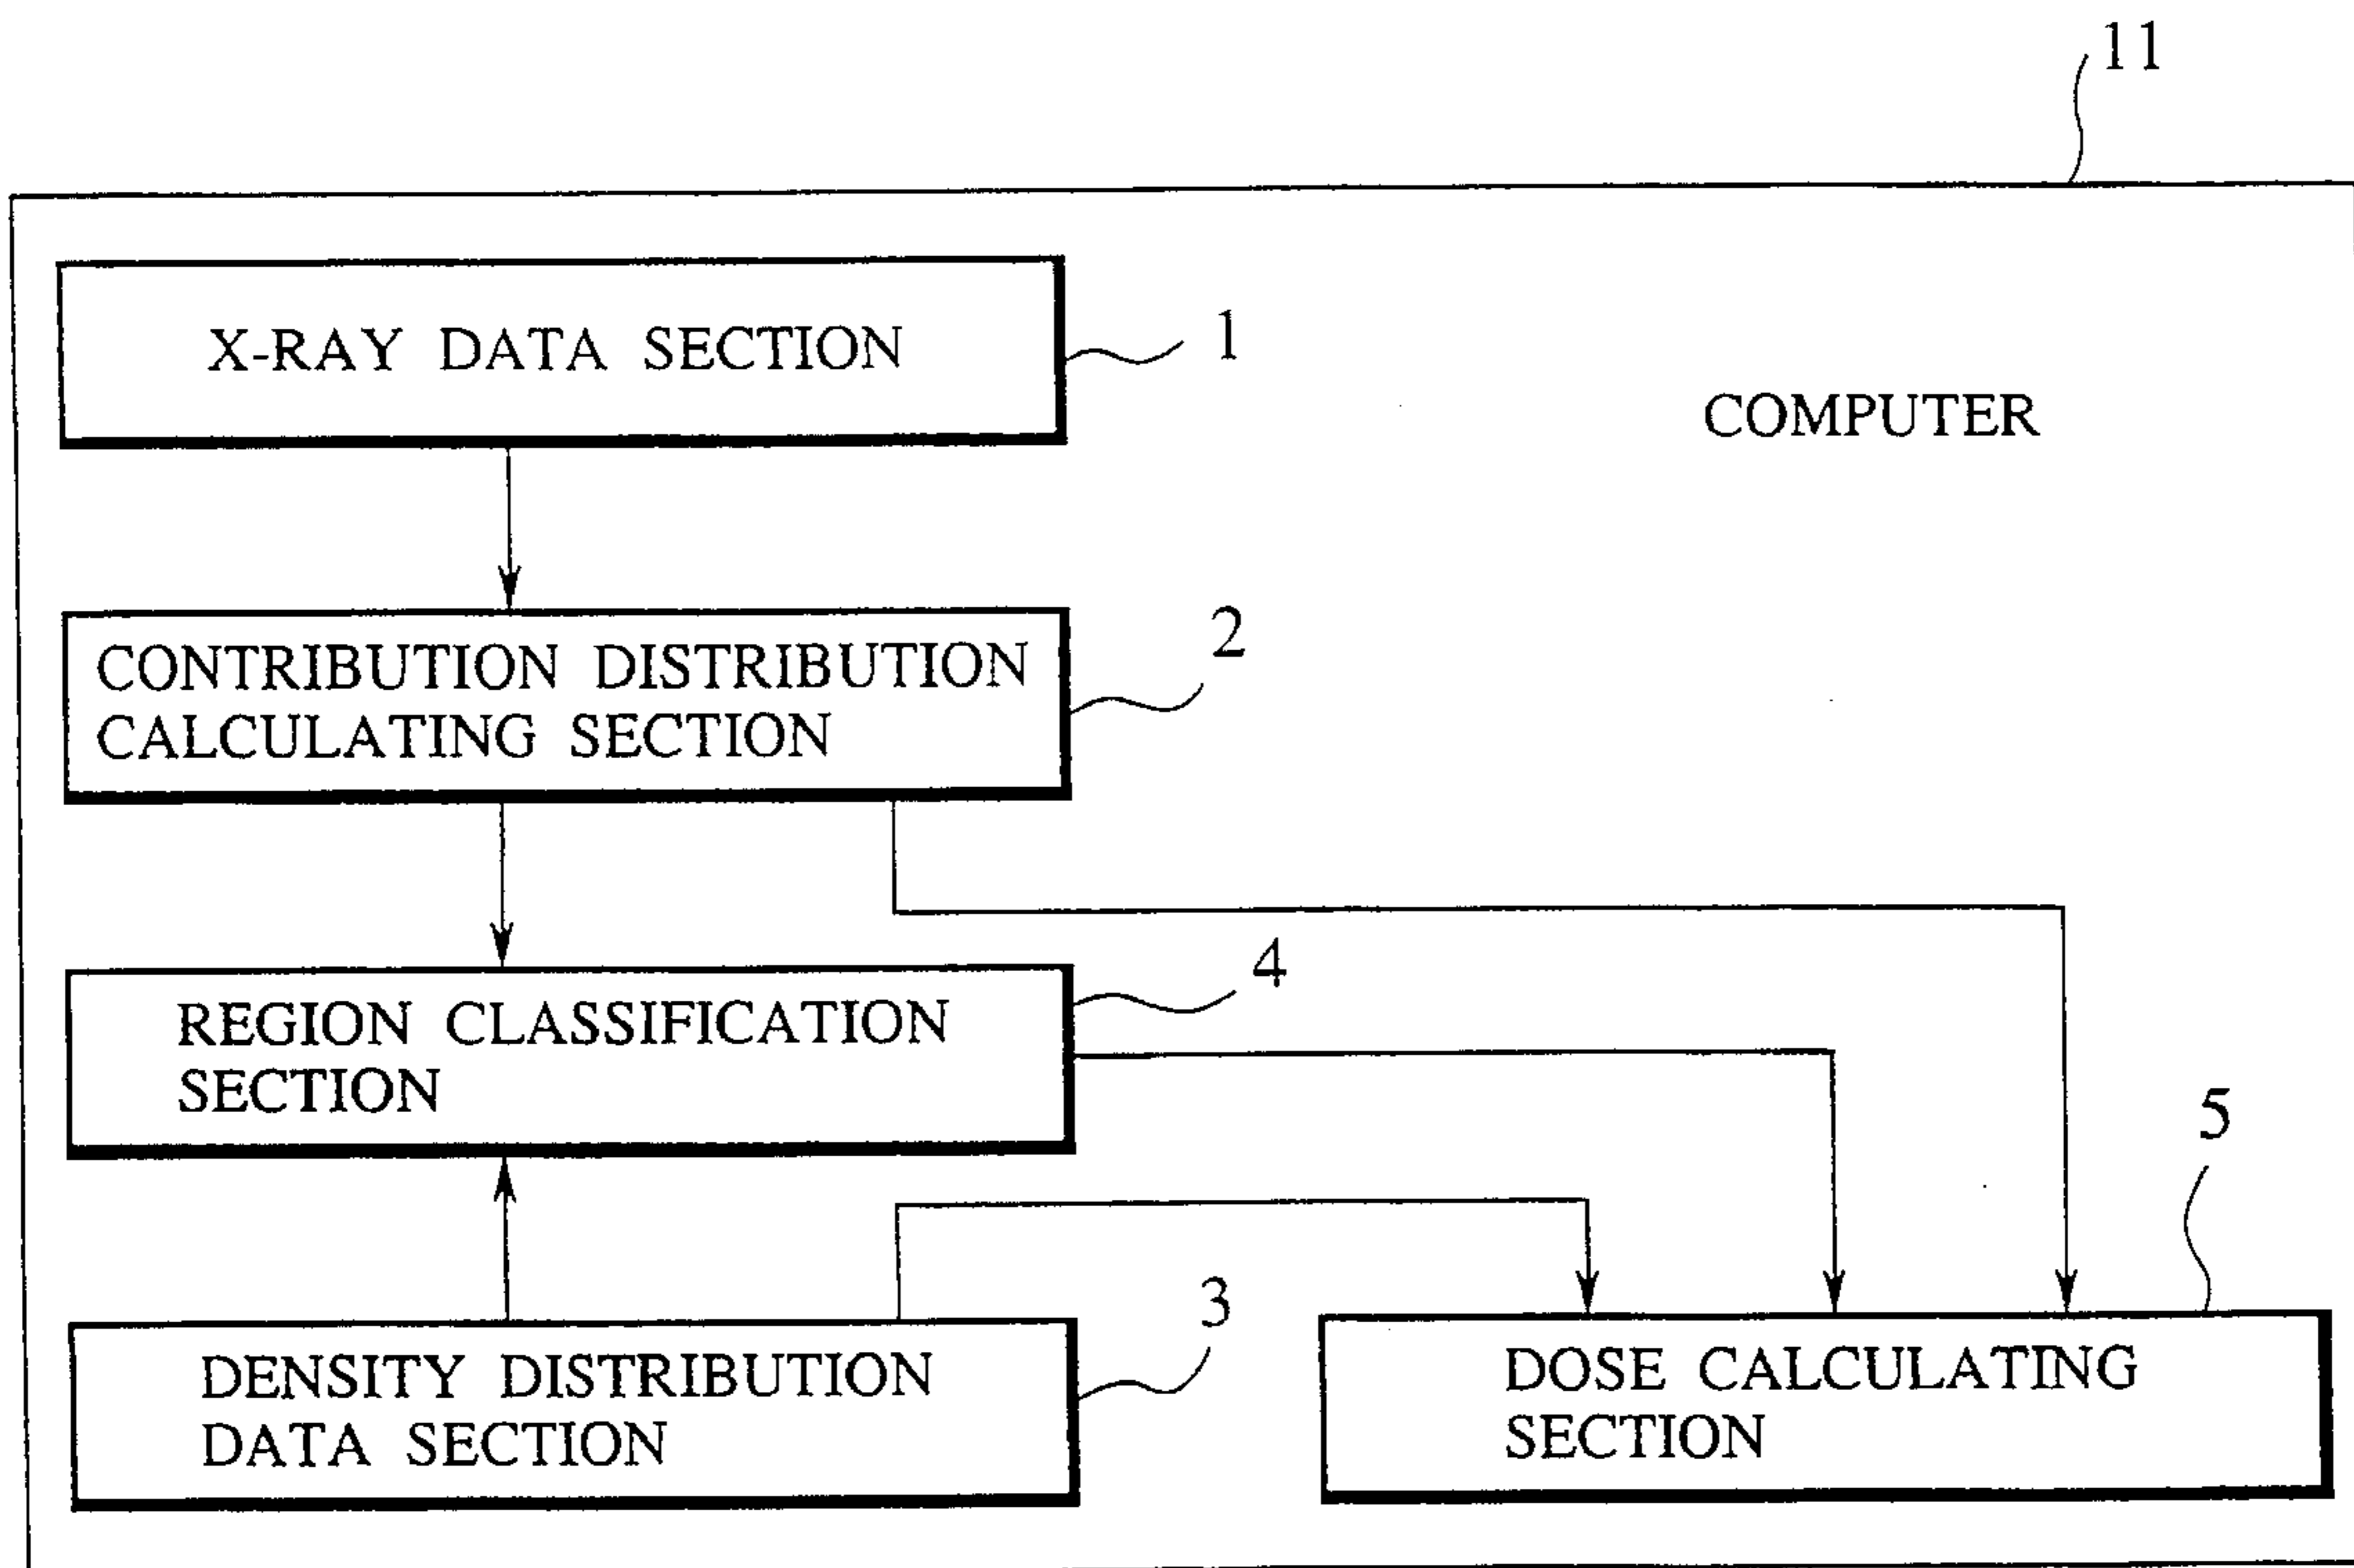 11
X-RAY DATA SECTION
1
COMPUTER
2
CONTRIBUTION DISTRIBUTION
CALCULATING SECTION
4
REGION CLASSIFICATION
SECTION
5
3
DENSITY DISTRIBUTION
DATA SECTION
DOSE CALCULATING
SECTION